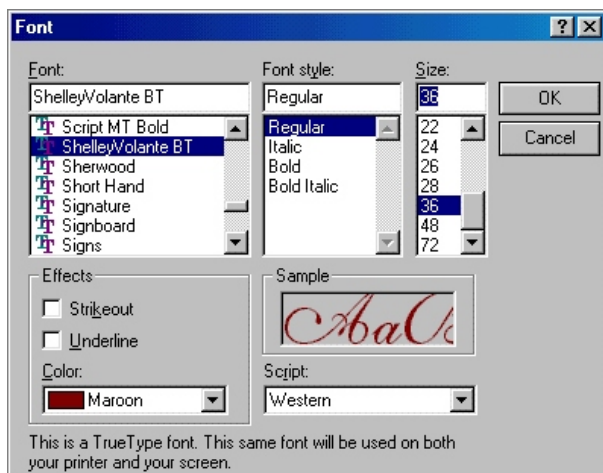 Font
Font:
ShelleyVolante BT
Script MT Bold
ShelleyVolante BT
Sherwood
Short Hand
Signature
Signboard
Signs
Font style:
Regular
Regular
Italic
Bold
Bold Italic
Size:
36
22
24
26
28
36
48
72
OK
Cancel
Effects
Strikeout
Underline
Color:
Maroon
Sample
AaB
Script:
Western
This is a TrueType font. This same font will be used on both
your printer and your screen.